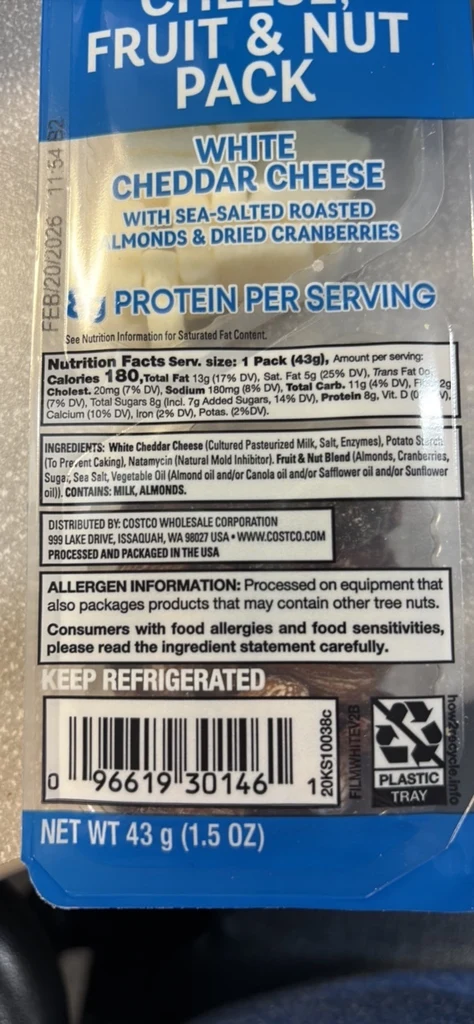 FRUIT & NUT
PACK
FEB/20/2026 11:54 B2
WHITE
CHEDDAR CHEESE
WITH SEA-SALTED ROASTED
ALMONDS & DRIED CRANBERRIES
8g PROTEIN PER SERVING
See Nutrition Information for Saturated Fat Content.
Nutrition Facts Serv. size: 1 Pack (43g), Amount per serving:
Calories 180, Total Fat 13g (17% DV), Sat. Fat 5g (25% DV), Trans Fat 0g,
Cholest. 20mg (7% DV), Sodium 180mg (8% DV), Total Carb. 11g (4% DV), 2g
(7% DV), Total Sugars 8g (Incl. 7g Added Sugars, 14% DV), Protein 8g, Vit. D (0% DV),
Calcium (10% DV), Iron (2% DV), Potas. (2%DV).
INGREDIENTS: White Cheddar Cheese (Cultured Pasteurized Milk, Salt, Enzymes), Potato Starch
(To Prevent Caking), Natamycin (Natural Mold Inhibitor). Fruit & Nut Blend (Almonds, Cranberries,
Sugar, Sea Salt, Vegetable Oil (Almond oil and/or Canola oil and/or Safflower oil and/or Sunflower
oil)). CONTAINS: MILK, ALMONDS.
DISTRIBUTED BY: COSTCO WHOLESALE CORPORATION
999 LAKE DRIVE, ISSAQUAH, WA 98027 USA • WWW.COSTCO.COM
PROCESSED AND PACKAGED IN THE USA
ALLERGEN INFORMATION: Processed on equipment that
also packages products that may contain other tree nuts.
Consumers with food allergies and food sensitivities,
please read the ingredient statement carefully.
KEEP REFRIGERATED
0 96619 30146 1
20KS10038c
FILMWHITEV2B
PLASTIC
TRAY
how2recycle.info
NET WT 43 g (1.5 OZ)